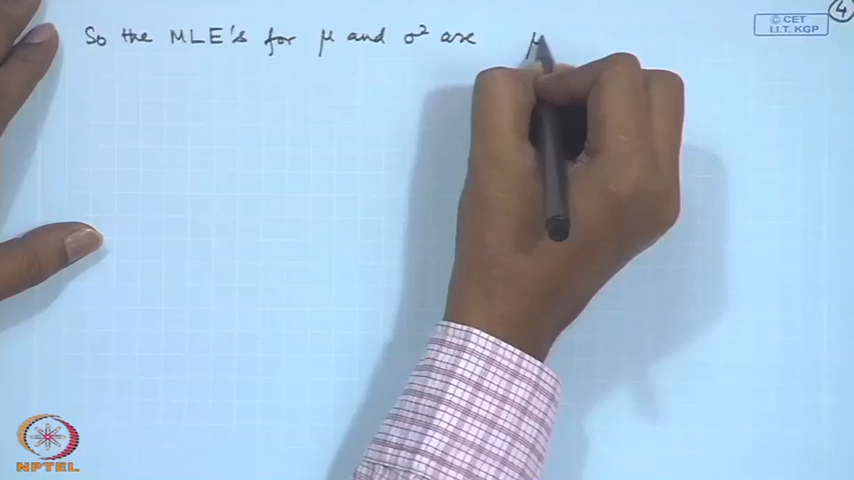 So the MLE's for μ and σ² are μ
© CET
I.I.T. KGP
4
NPTEL